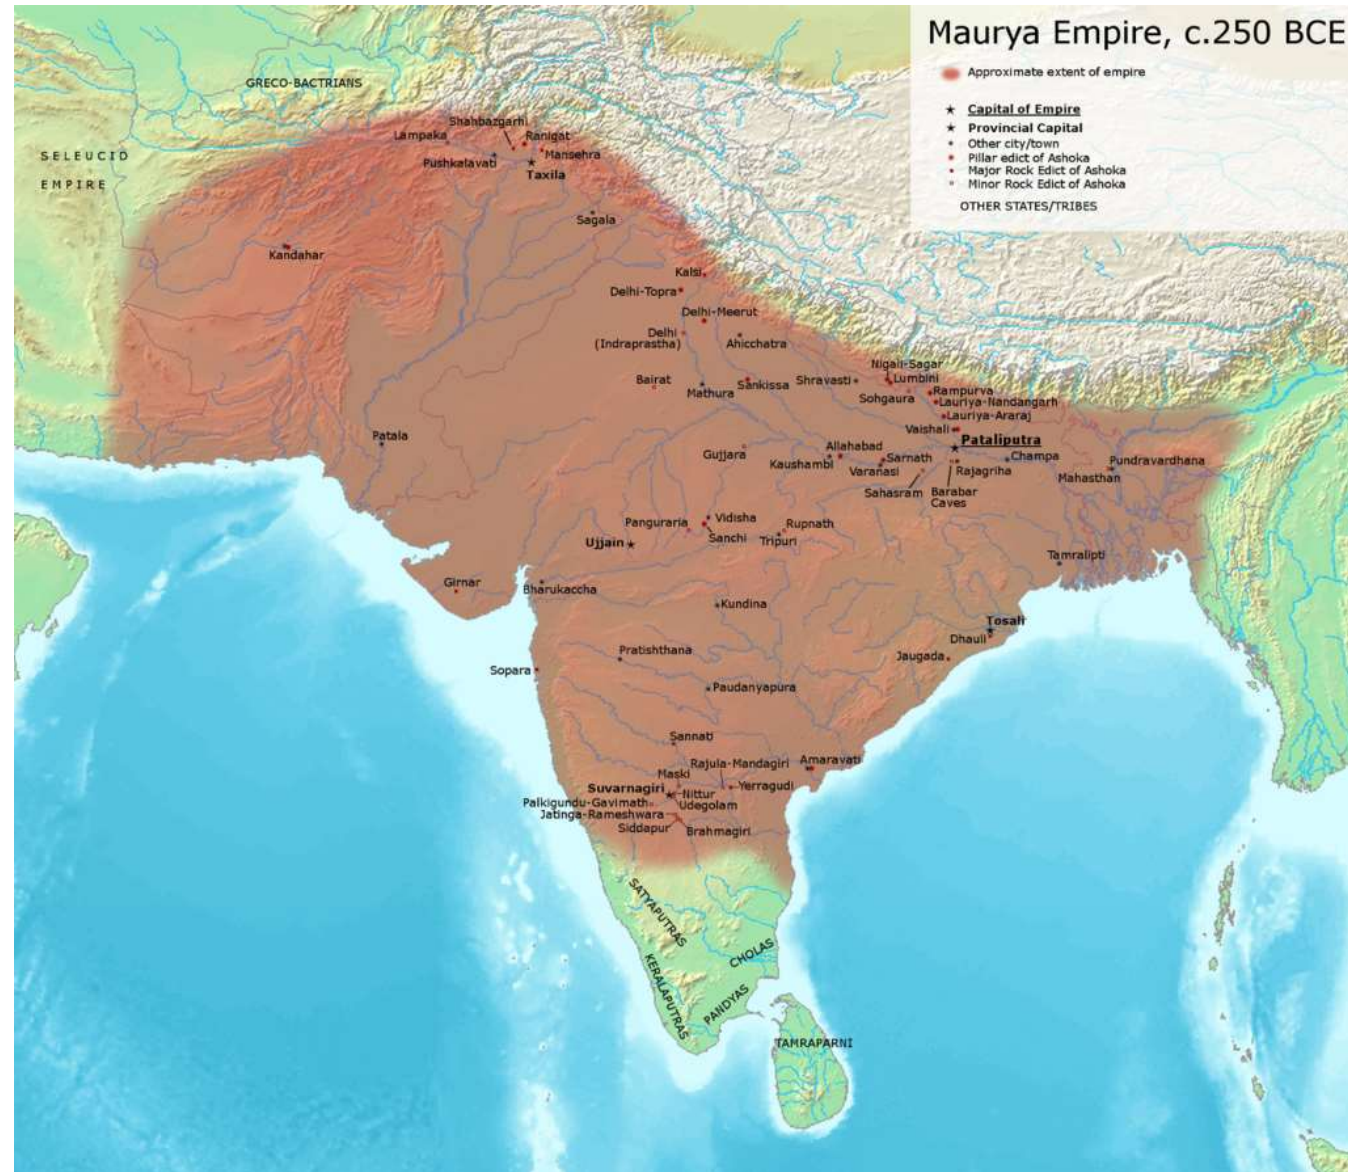 Maurya Empire, c.250 BCE
Approximate extent of empire
Capital of Empire
Provincial Capital
Other city/town
Pillar edict of Ashoka
Major Rock Edict of Ashoka
Minor Rock Edict of Ashoka
OTHER STATES/TRIBES
GRECO-BACTRIANS
SELEUCID
EMPIRE
Shahbazgarhi
Lampaka
Ranigat
Pushkalavati
Mansehra
Taxila
Sagala
Kandahar
Kalsi
Delhi-Topra
Delhi-Meerut
Delhi
(Indraprastha)
Ahicchatra
Nigali-Sagar
Bairat
Mathura
Sankissa
Shravasti
Lumbini
Sohgaura
Rampurva
Lauriya-Nandangarh
Lauriya-Araraj
Vaishali
Patala
Pataliputra
Gujjara
Allahabad
Kaushambi
Sarnath
Varanasi
Champa
Rajagriha
Pundravardhana
Mahasthan
Sahasram
Barabar
Caves
Panguraria
Vidisha
Rupnath
Ujjain
Sanchi
Tripuri
Tamralipti
Girnar
Bharukaccha
Kundina
Tosali
Dhauli
Jaugada
Pratishthana
Sopara
Paudanyapura
Sannati
Rajula-Mandagiri
Amaravati
Maski
Suvarnagiri
Nittur
Yerragudi
Palkigundu-Gavimath
Udegolam
Jatinga-Rameshwara
Siddapur
Brahmagiri
SATYAPUTRAS
CHOLAS
KERALAPUTRAS
PANDYAS
TAMRAPARNI